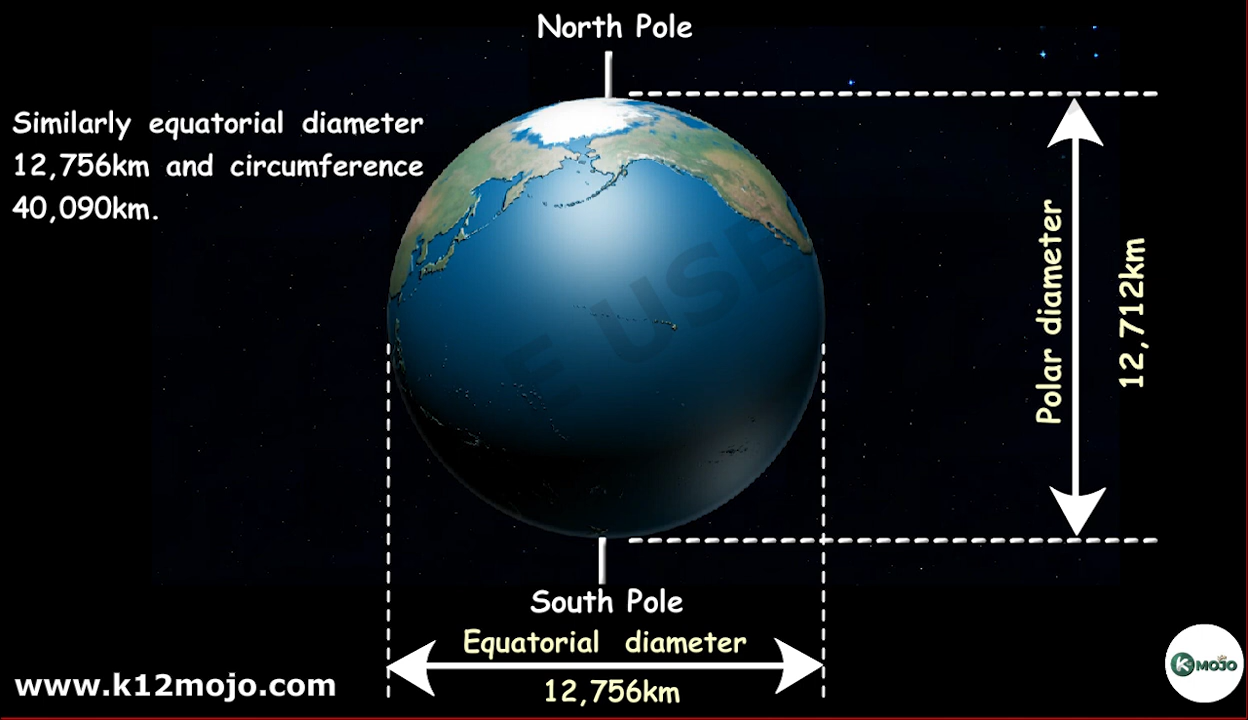 North Pole
Similarly equatorial diameter
12,756km and circumference
40,090km.
USE
Polar diameter
12,712km
South Pole
Equatorial diameter
12,756km
www.k12mojo.com
K MOJO